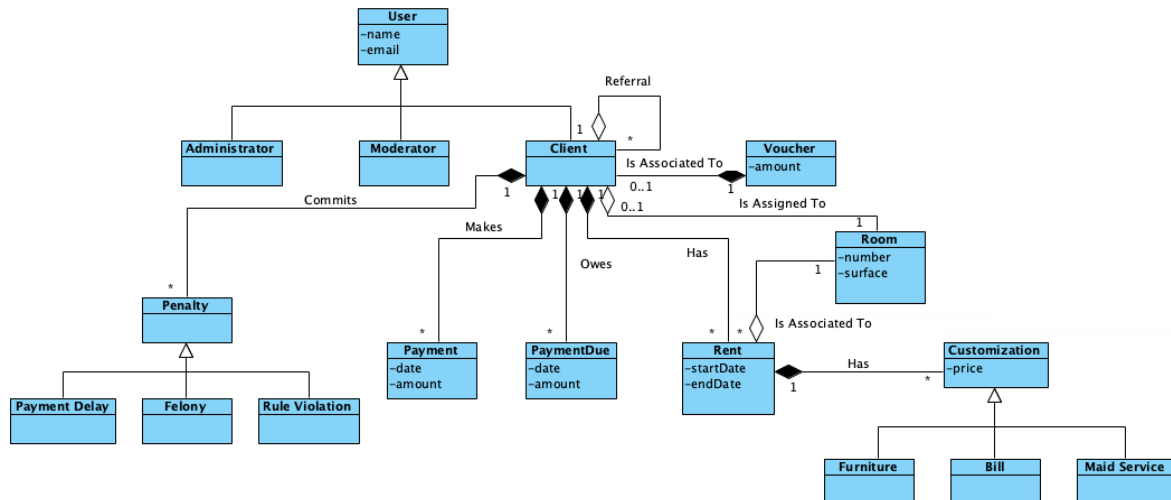 User
-name
-email
Referral
1
*
Administrator
Moderator
Client
Voucher
-amount
Is Associated To
1
0..1
1
Commits
1
1
1
0..1
Is Assigned To
1
Makes
Has
Room
-number
-surface
1
Owes
*
Penalty
Is Associated To
*
*
*
*
Payment
-date
-amount
PaymentDue
-date
-amount
Rent
-startDate
-endDate
Has
1
*
Customization
-price
Payment Delay
Felony
Rule Violation
Furniture
Bill
Maid Service